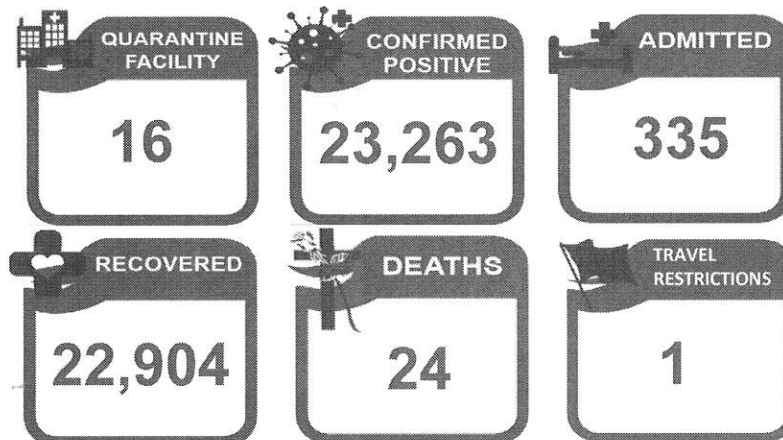 QUARANTINE
FACILITY
16
CONFIRMED
POSITIVE
23,263
ADMITTED
335
RECOVERED
22,904
DEATHS
24
TRAVEL
RESTRICTIONS
1